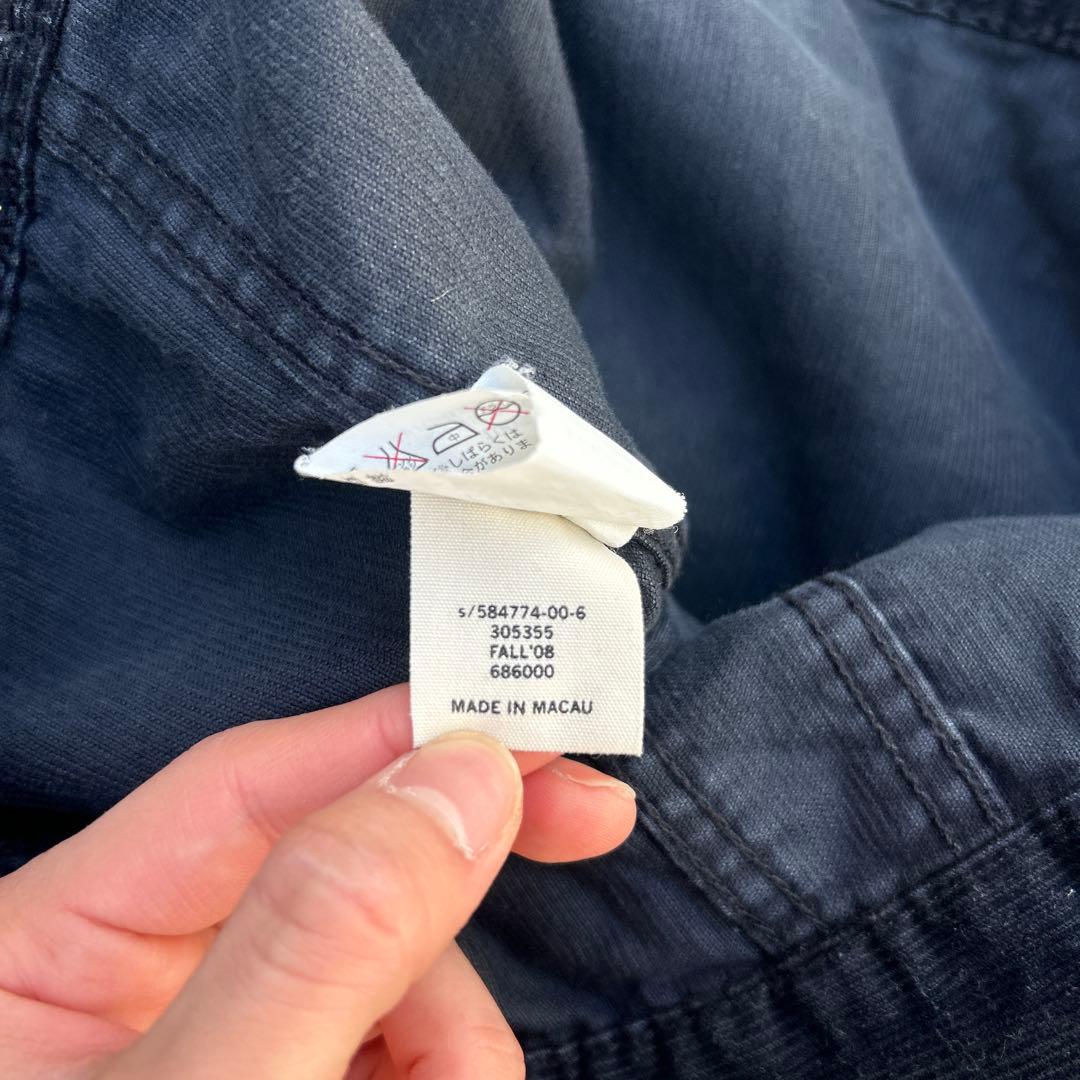 中
しばらくは
がありま
s/584774-00-6
305355
FALL'08
686000
MADE IN MACAU